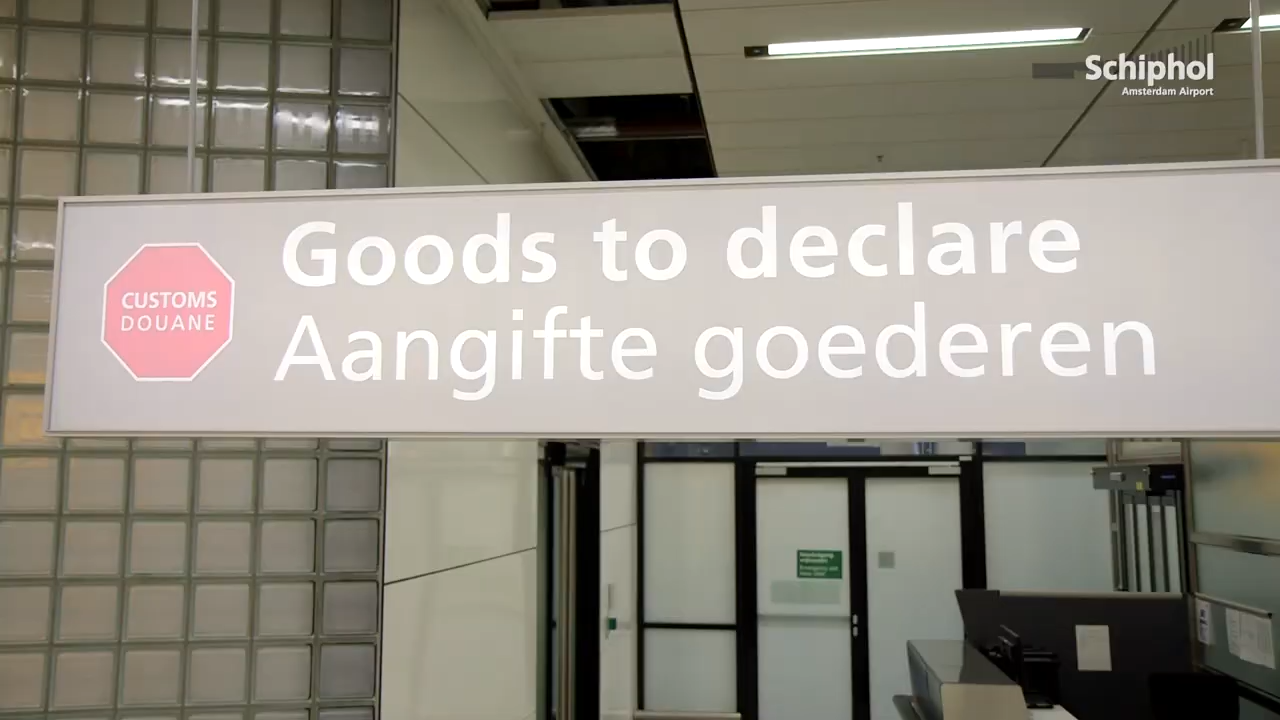 Schiphol
Amsterdam Airport
CUSTOMS
DOUANE
Goods to declare
Aangifte goederen